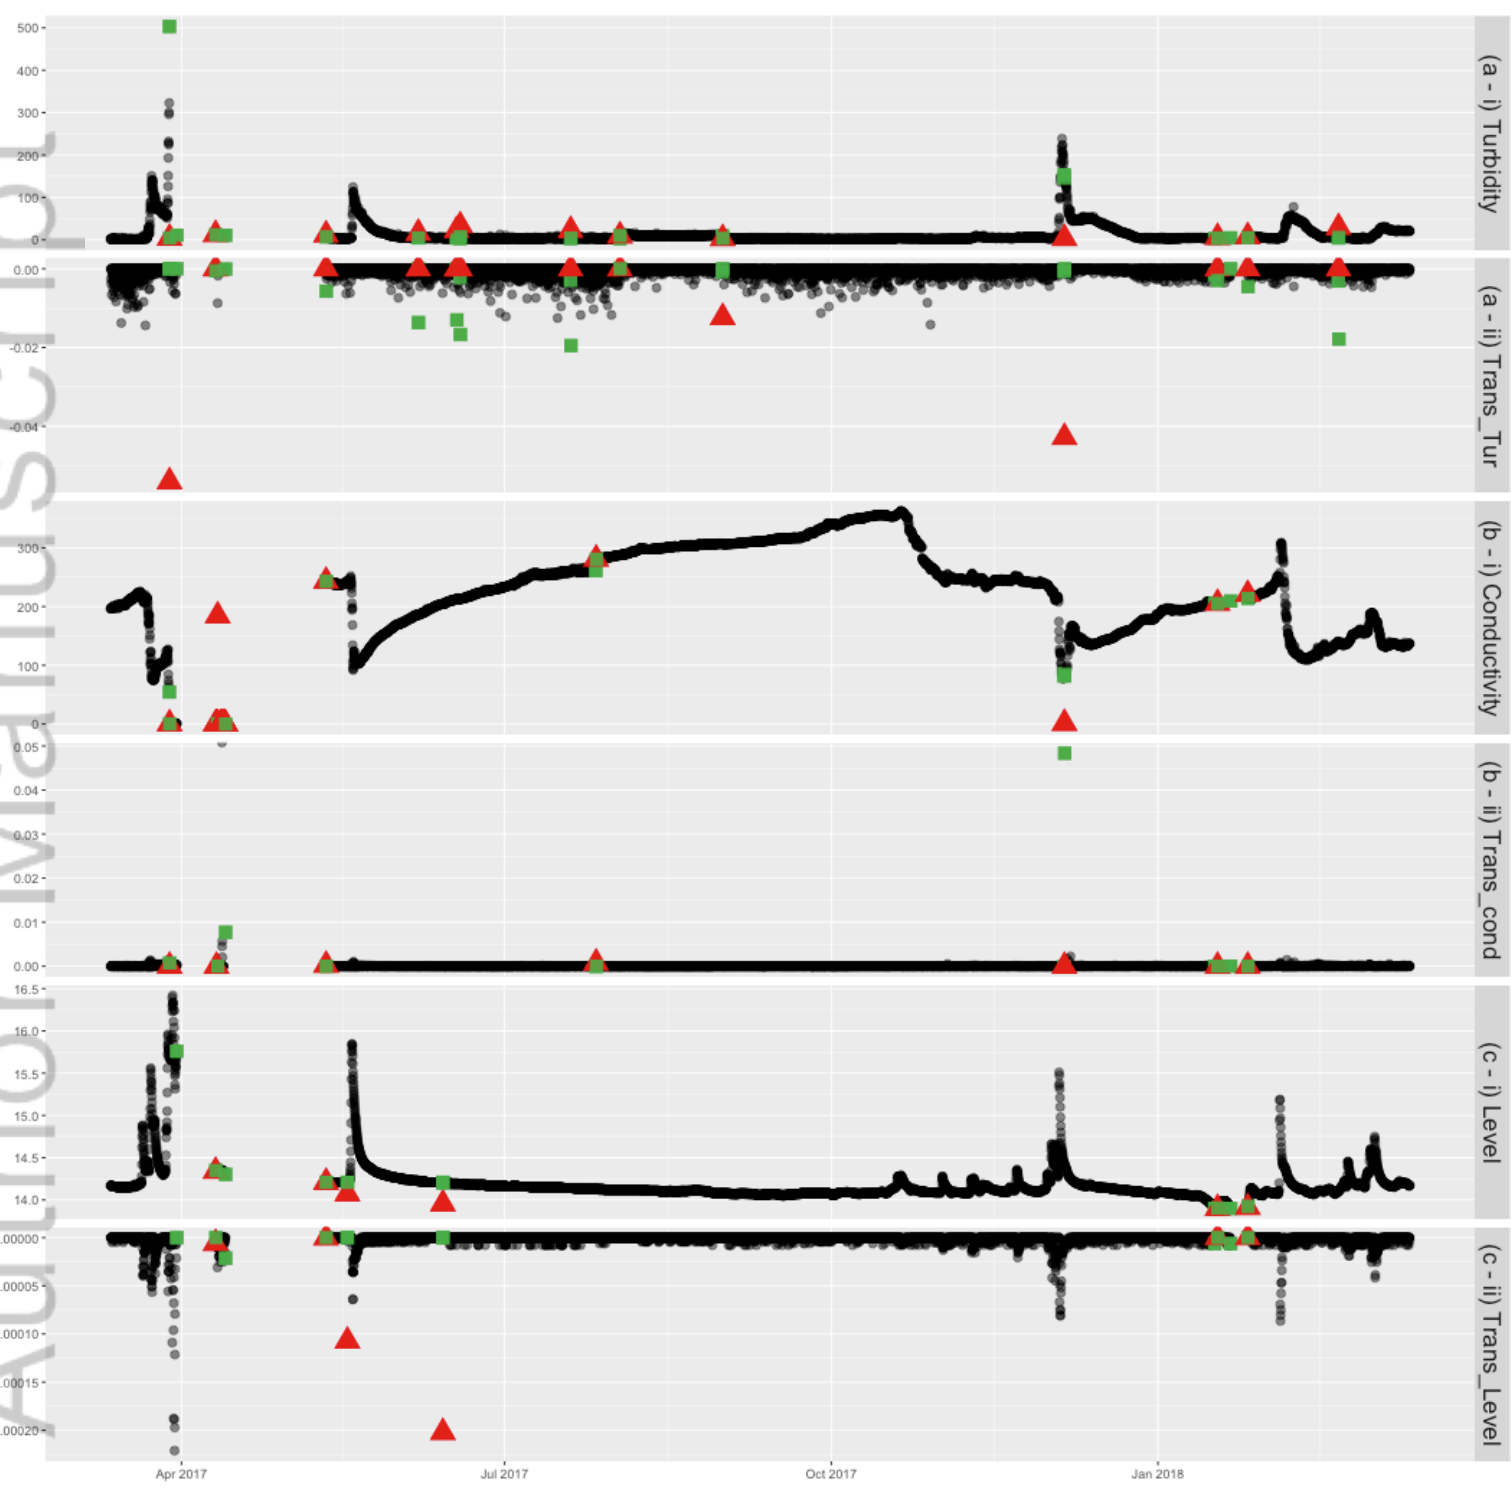 Author Manuscript
500
400
300
200
100
0
(a - i) Turbidity
0.00
-0.02
-0.04
(a - ii) Trans_Tur
300
200
100
0
(b - i) Conductivity
0.05
0.04
0.03
0.02
0.01
0.00
(b - ii) Trans_cond
16.5
16.0
15.5
15.0
14.5
14.0
(c - i) Level
.00000
.00005
.00010
.00015
.00020
(c - ii) Trans_Level
Apr 2017
Jul 2017
Oct 2017
Jan 2018